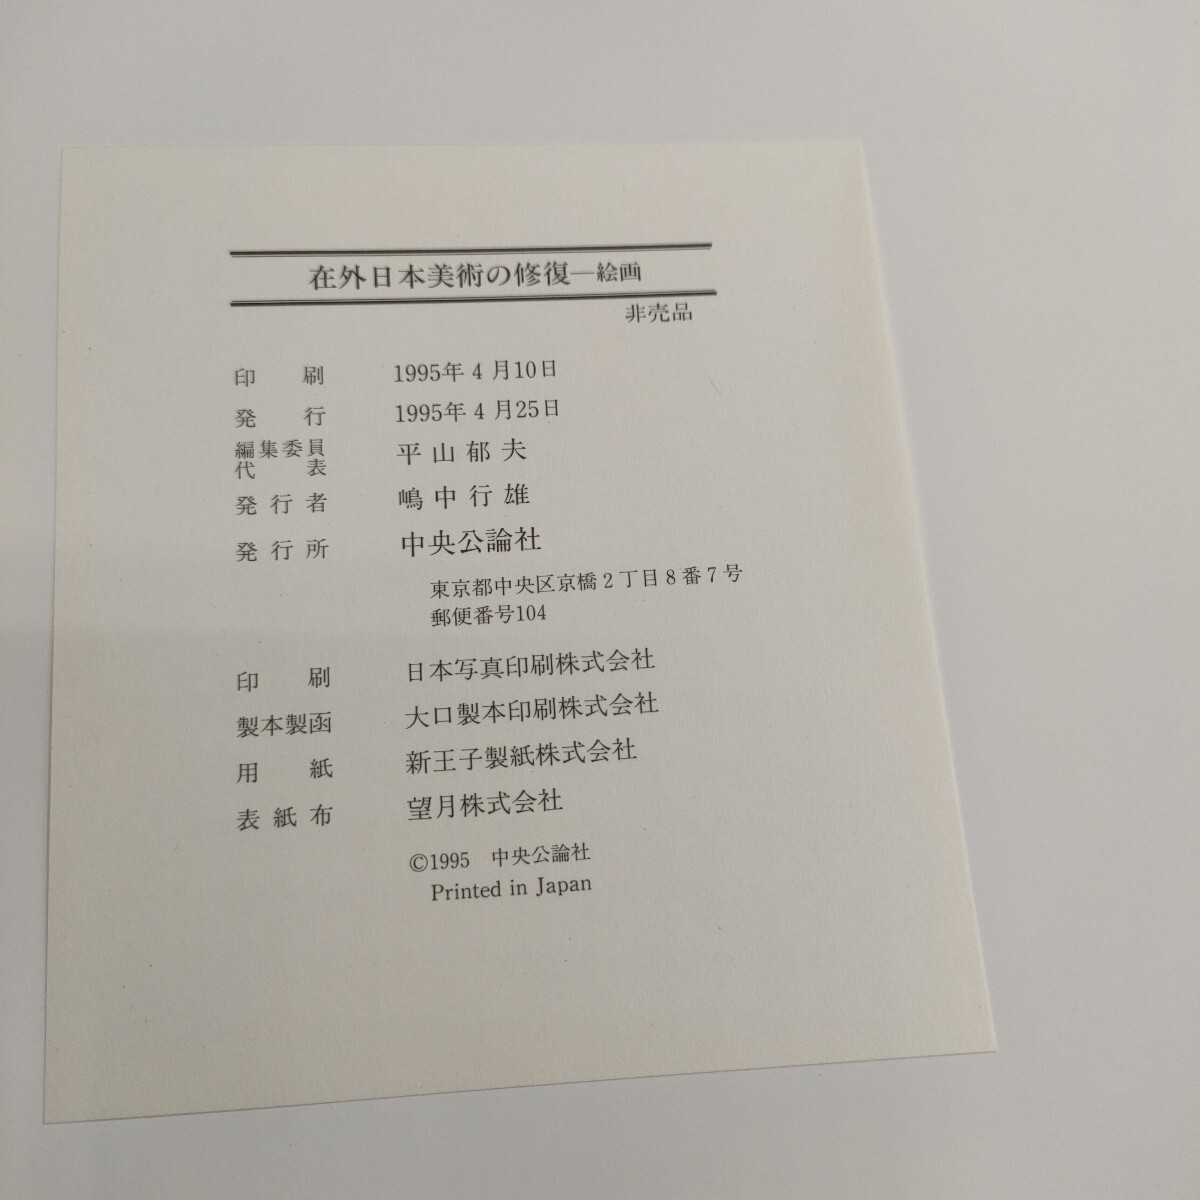 在外日本美術の修復—絵画
非売品
印刷 1995年4月10日
発行 1995年4月25日
編集委員代表 平山郁夫
発行者 嶋中行雄
発行所 中央公論社
東京都中央区京橋2丁目8番7号
郵便番号104
印刷 日本写真印刷株式会社
製本製函 大口製本印刷株式会社
用紙 新王子製紙株式会社
表紙布 望月株式会社
©1995 中央公論社
Printed in Japan